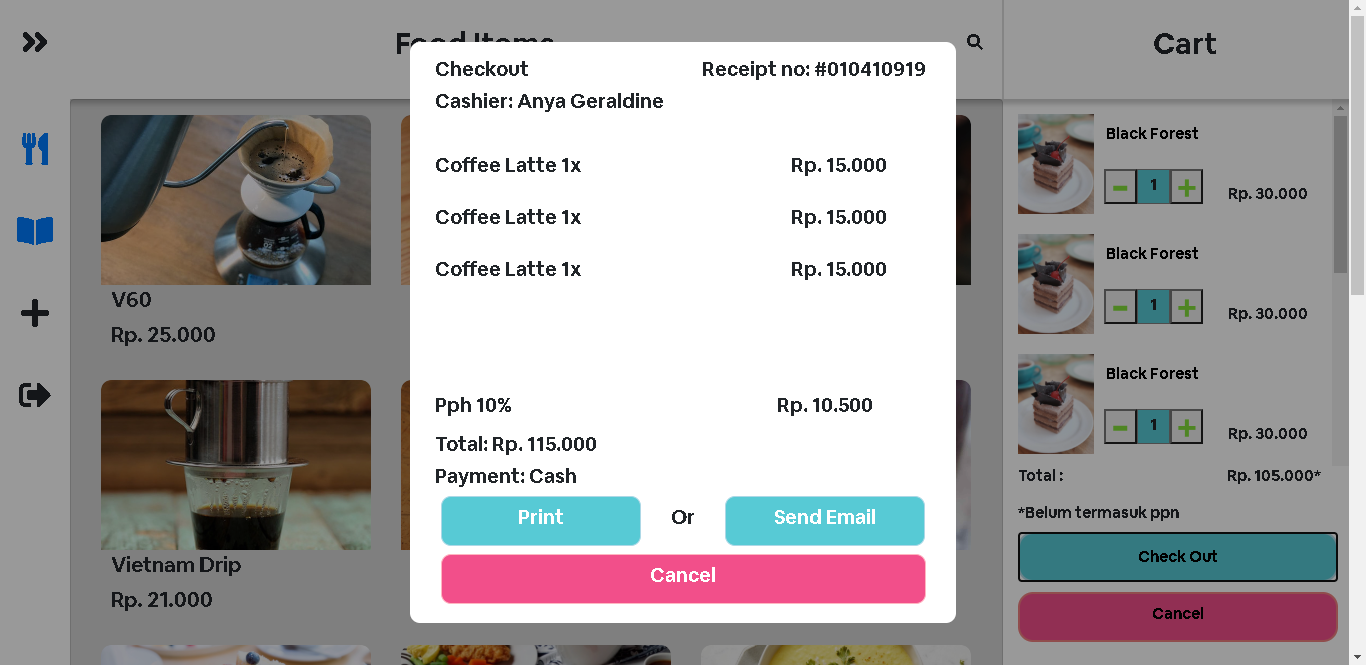 Food Items
Cart
Checkout
Receipt no: #010410919
Cashier: Anya Geraldine
Coffee Latte 1x
Rp. 15.000
Coffee Latte 1x
Rp. 15.000
Coffee Latte 1x
Rp. 15.000
Pph 10%
Rp. 10.500
Total: Rp. 115.000
Payment: Cash
Print
Or
Send Email
Cancel
V60
Rp. 25.000
Vietnam Drip
Rp. 21.000
Black Forest
1
Rp. 30.000
Black Forest
1
Rp. 30.000
Black Forest
1
Rp. 30.000
Total :
Rp. 105.000*
*Belum termasuk ppn
Check Out
Cancel